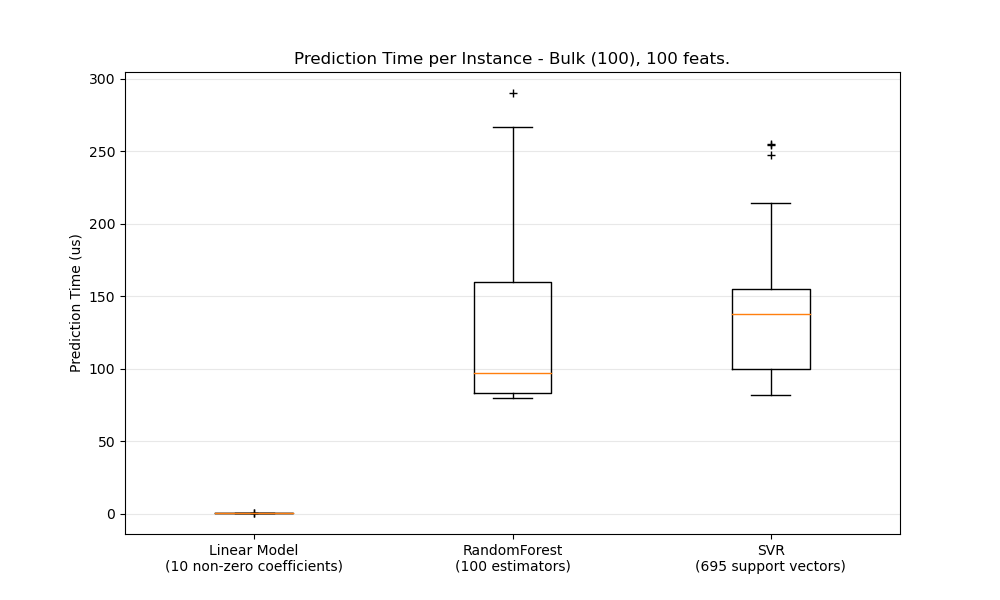 Prediction Time per Instance - Bulk (100), 100 feats.
300
250
200
150
100
50
0
Prediction Time (us)
Linear Model
(10 non-zero coefficients)
RandomForest
(100 estimators)
SVR
(695 support vectors)